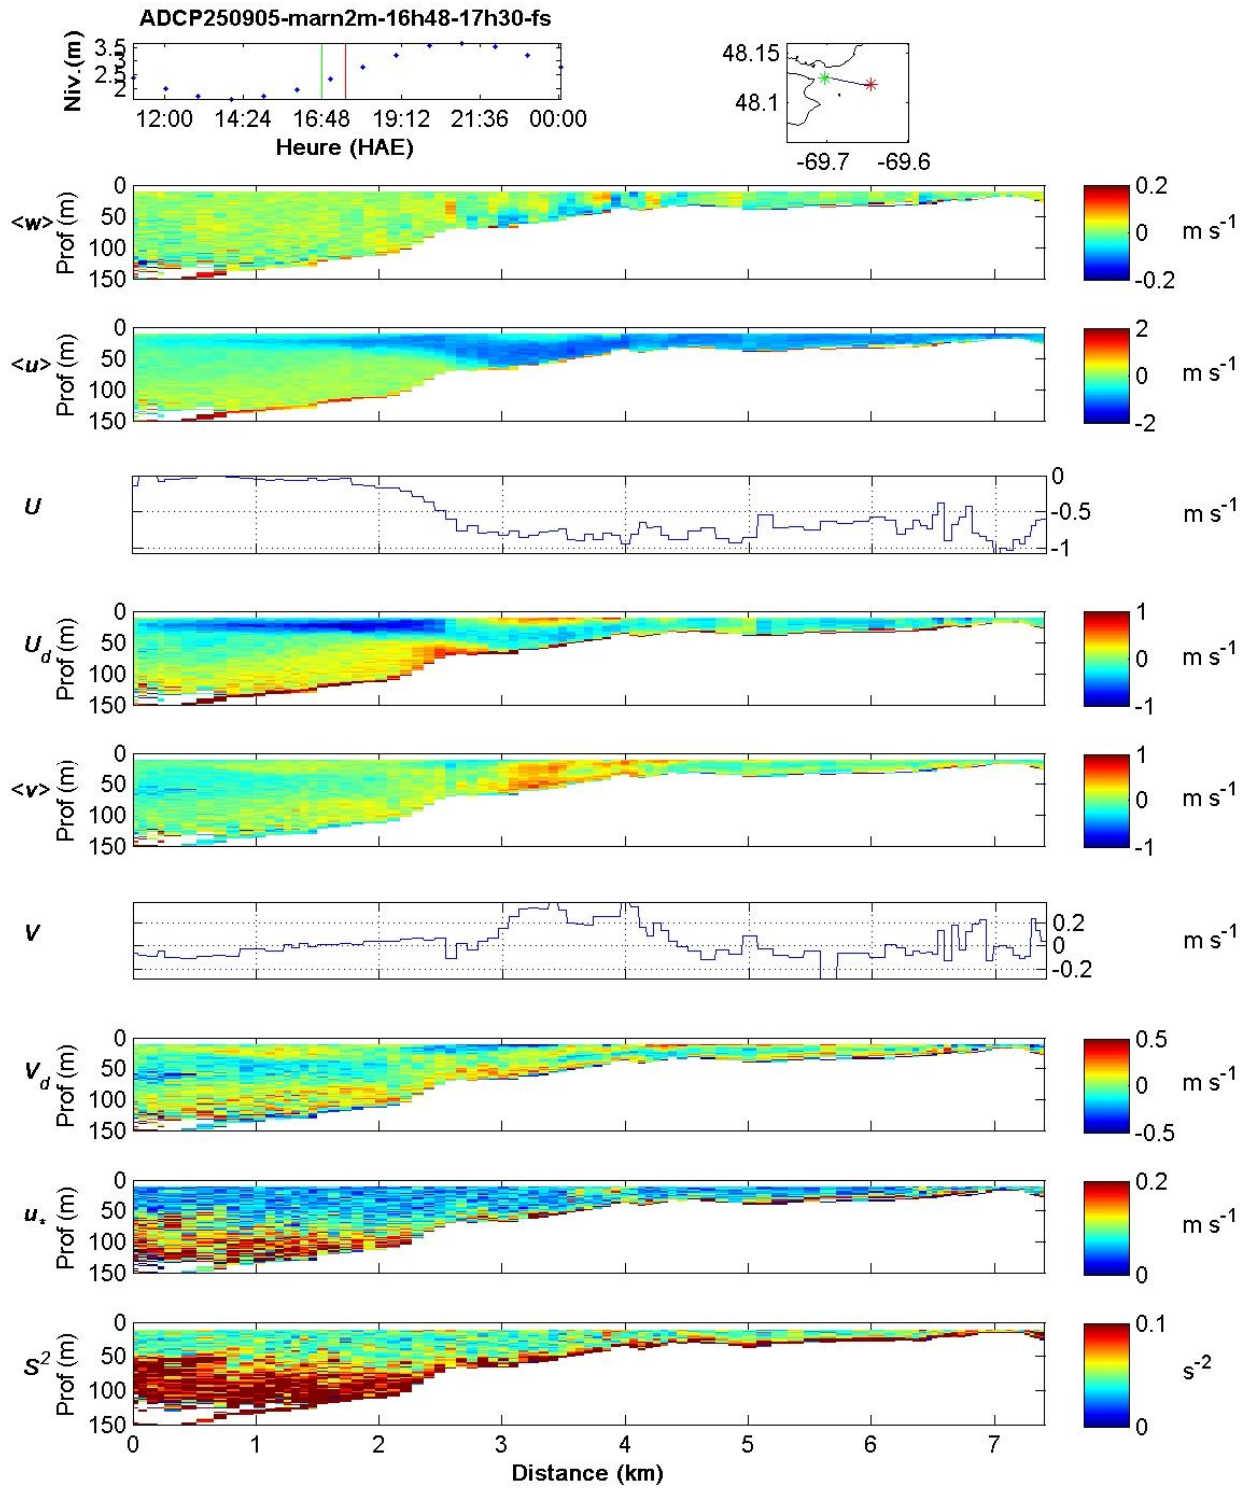 ADCP250905-marn2m-16h48-17h30-fs
Niv.(m)
3.5
3
2.5
2
12:00 14:24 16:48 19:12 21:36 00:00
Heure (HAE)
48.15
48.1
-69.7 -69.6
<w>
Prof (m)
0
50
100
150
0.2
0
-0.2
m s⁻¹
<u>
Prof (m)
0
50
100
150
2
0
-2
m s⁻¹
U
0
-0.5
-1
m s⁻¹
U_d
Prof (m)
0
50
100
150
1
0
-1
m s⁻¹
<v>
Prof (m)
0
50
100
150
1
0
-1
m s⁻¹
V
0.2
0
-0.2
m s⁻¹
V_d
Prof (m)
0
50
100
150
0.5
0
-0.5
m s⁻¹
u_*
Prof (m)
0
50
100
150
0.2
0
m s⁻¹
S²
Prof (m)
0
50
100
150
0.1
0
s⁻²
0 1 2 3 4 5 6 7
Distance (km)